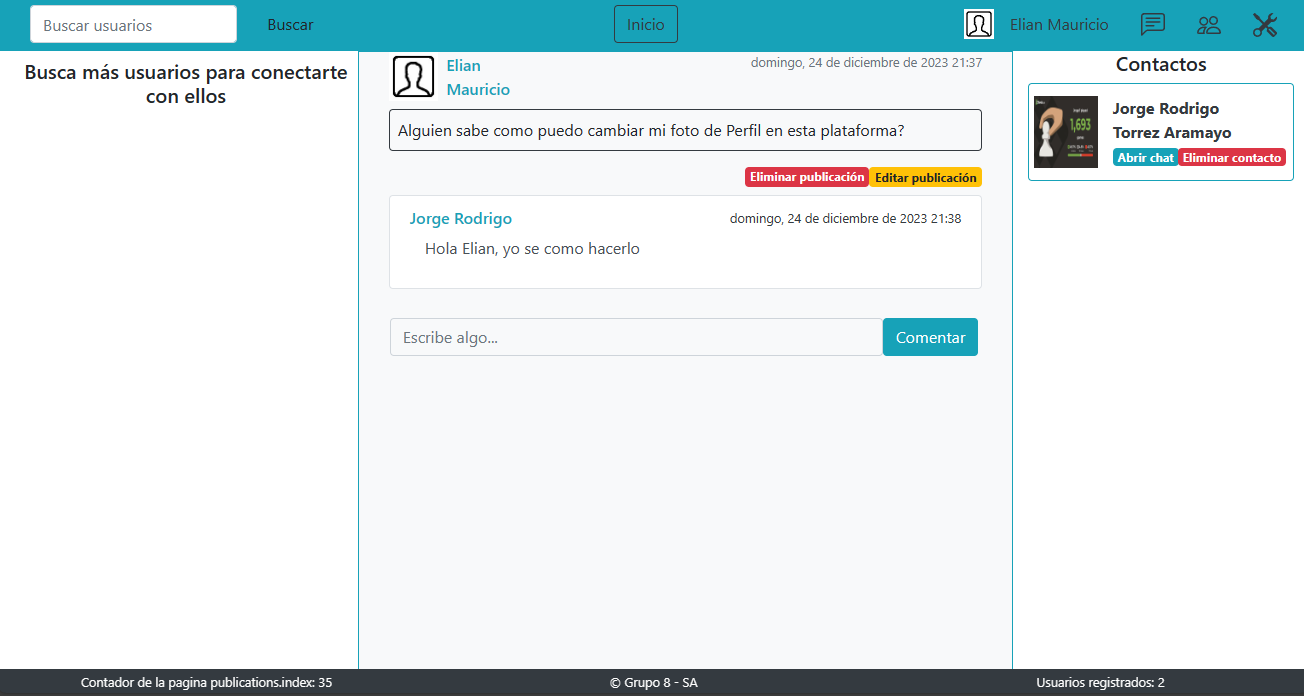 Buscar usuarios
Buscar
Inicio
Elian Mauricio
Busca más usuarios para conectarte
con ellos
Elian
Mauricio
domingo, 24 de diciembre de 2023 21:37
Alguien sabe como puedo cambiar mi foto de Perfil en esta plataforma?
Eliminar publicación
Editar publicación
Jorge Rodrigo
domingo, 24 de diciembre de 2023 21:38
Hola Elian, yo se como hacerlo
Escribe algo...
Comentar
Contactos
1,693
Jorge Rodrigo
Torrez Aramayo
Abrir chat
Eliminar contacto
Contador de la pagina publications.index: 35
© Grupo 8 - SA
Usuarios registrados: 2